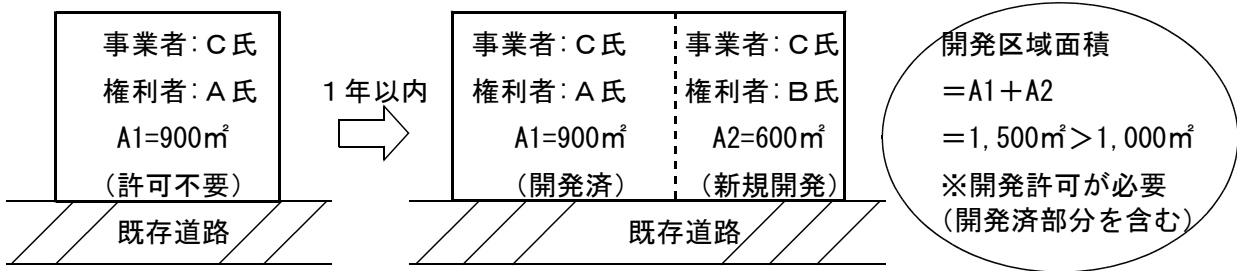 事業者：C氏
権利者：A氏
A1=900㎡
（許可不要）
既存道路
1年以内
事業者：C氏
権利者：A氏
A1=900㎡
（開発済）
事業者：C氏
権利者：B氏
A2=600㎡
（新規開発）
既存道路
開発区域面積
＝A1＋A2
＝1,500㎡＞1,000㎡
※開発許可が必要
（開発済部分を含む）